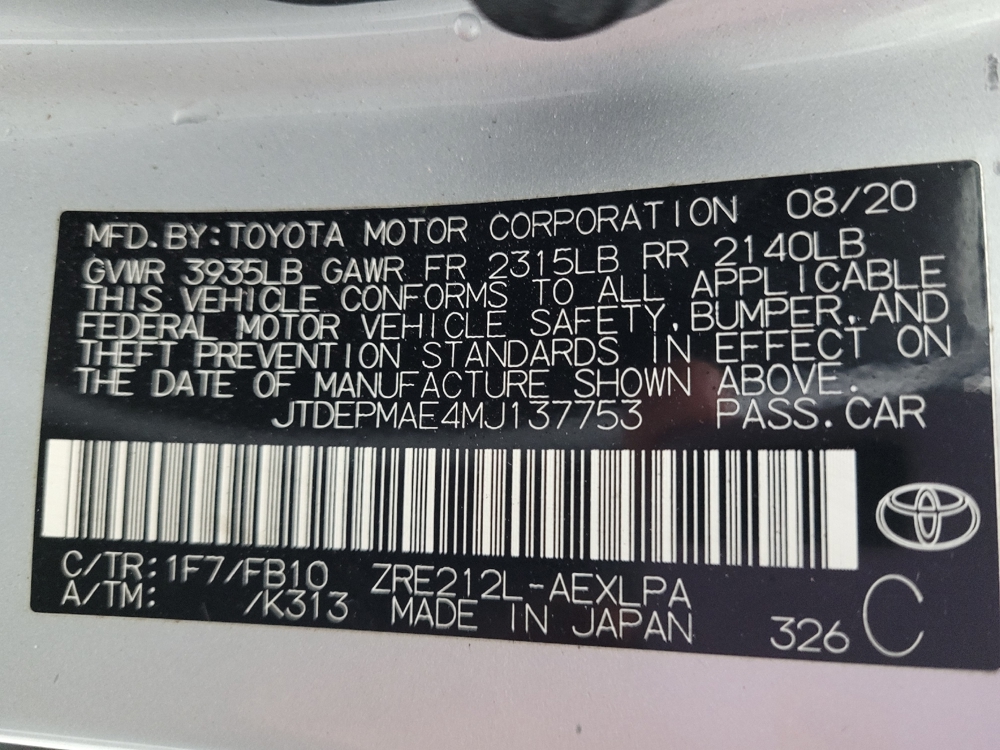 MFD. BY: TOYOTA MOTOR CORPORATION 08/20
GVWR 3935LB GAWR FR 2315LB RR 2140LB
THIS VEHICLE CONFORMS TO ALL APPLICABLE
FEDERAL MOTOR VEHICLE SAFETY, BUMPER, AND
THEFT PREVENTION STANDARDS IN EFFECT ON
THE DATE OF MANUFACTURE SHOWN ABOVE.
JTDEPMAE4MJ137753 PASS. CAR
C/TR: 1F7/FB10 ZRE212L-AEXLPA
A/TM: /K313 MADE IN JAPAN 326 C